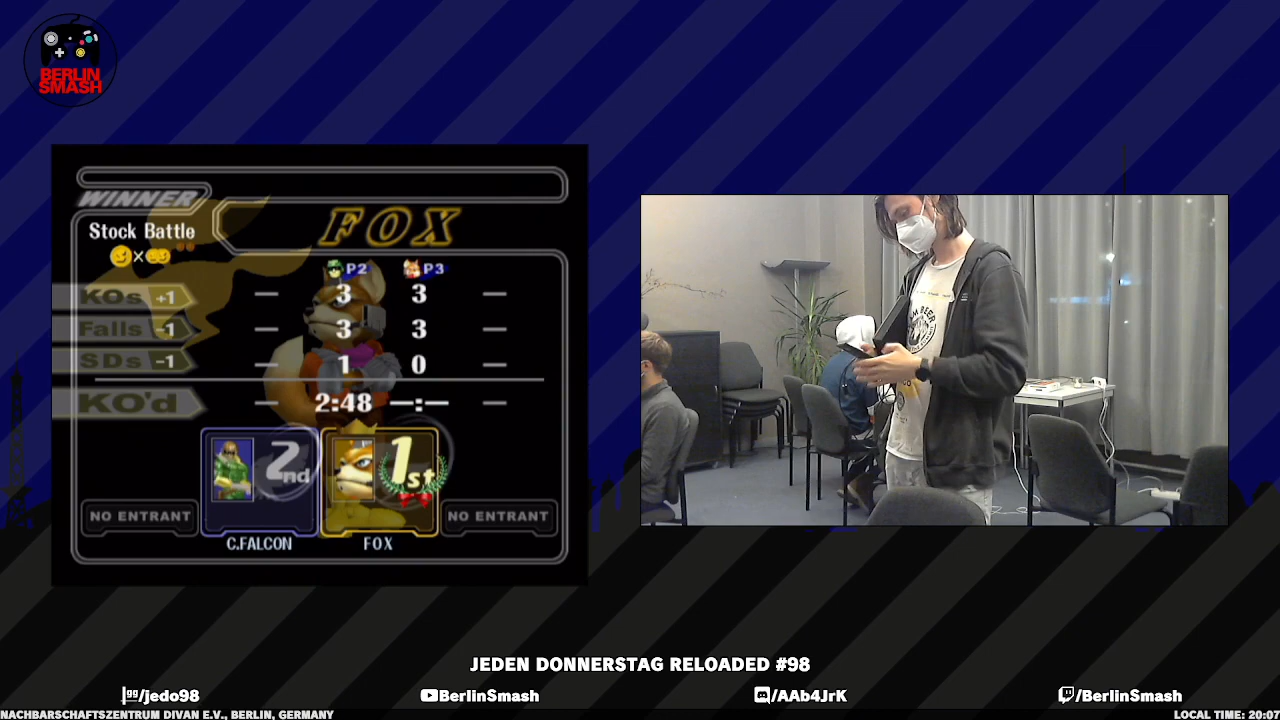 BERLIN
SMASH
WINNER
FOX
Stock Battle
P2
P3
KOs
+1
3
3
Falls
-1
3
3
SDs
-1
1
0
KO'd
2:48
-:-
2nd
1st
NO ENTRANT
NO ENTRANT
C.FALCON
FOX
JEDEN DONNERSTAG RELOADED #98
gg/jedo98
BerlinSmash
/AAb4JrK
/BerlinSmash
NACHBARSCHAFTSZENTRUM DIVAN E.V., BERLIN, GERMANY
LOCAL TIME: 20:07